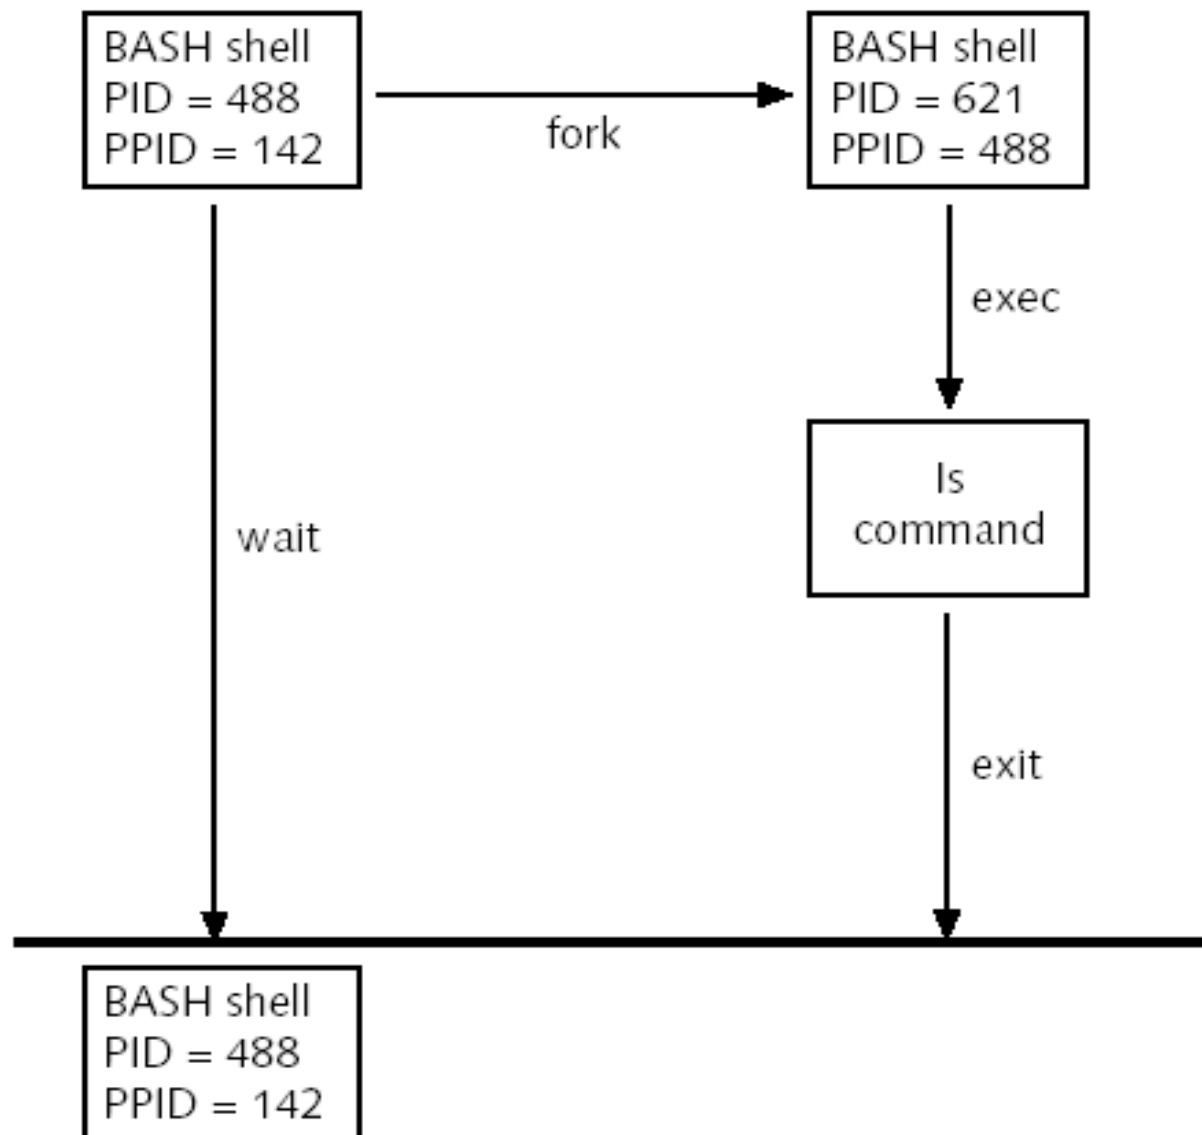 BASH shell
PID = 488
PPID = 142
fork
BASH shell
PID = 621
PPID = 488
exec
ls
command
wait
exit
BASH shell
PID = 488
PPID = 142